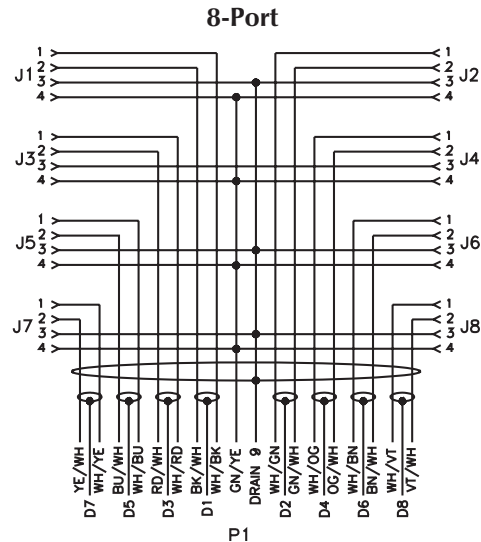 8-Port
1 1
2 2
J1 3 3 J2
4 4
1 1
J3 2 2 J4
3 3
4 4
1 1
2 2
J5 3 3 J6
4 4
1 1
J7 2 2 J8
3 3
4 4
YE/WH WH/YE BU/WH WH/BU RD/WH WH/RD BK/WH WH/BK GN/YE DRAIN 9 WH/GN GN/WH WH/OG OG/WH WH/BN BN/WH WH/VT VT/WH
D7 D5 D3 D1 D2 D4 D6 D8
P1